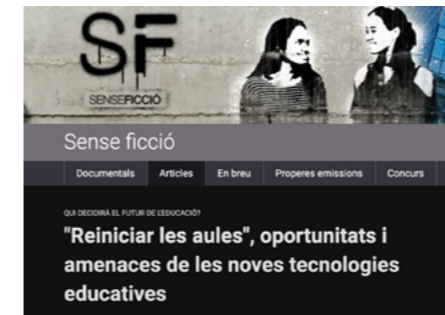 SF
SENSEFICCIÓ
Sense ficció
Documentals Articles En breu Properes emissions Concurs
QUI DECIDIRÀ EL FUTUR DE L'EDUCACIÓ?
"Reiniciar les aules", oportunitats i
amenaces de les noves tecnologies
educatives